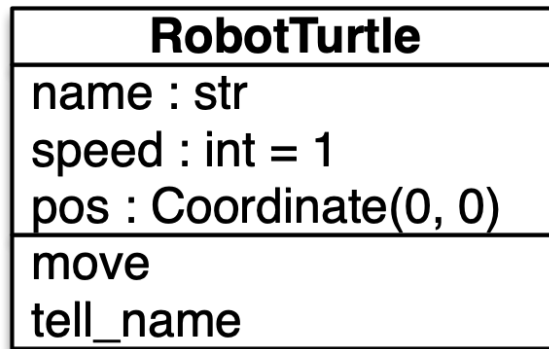 RobotTurtle
name : str
speed : int = 1
pos : Coordinate(0, 0)
move
tell_name